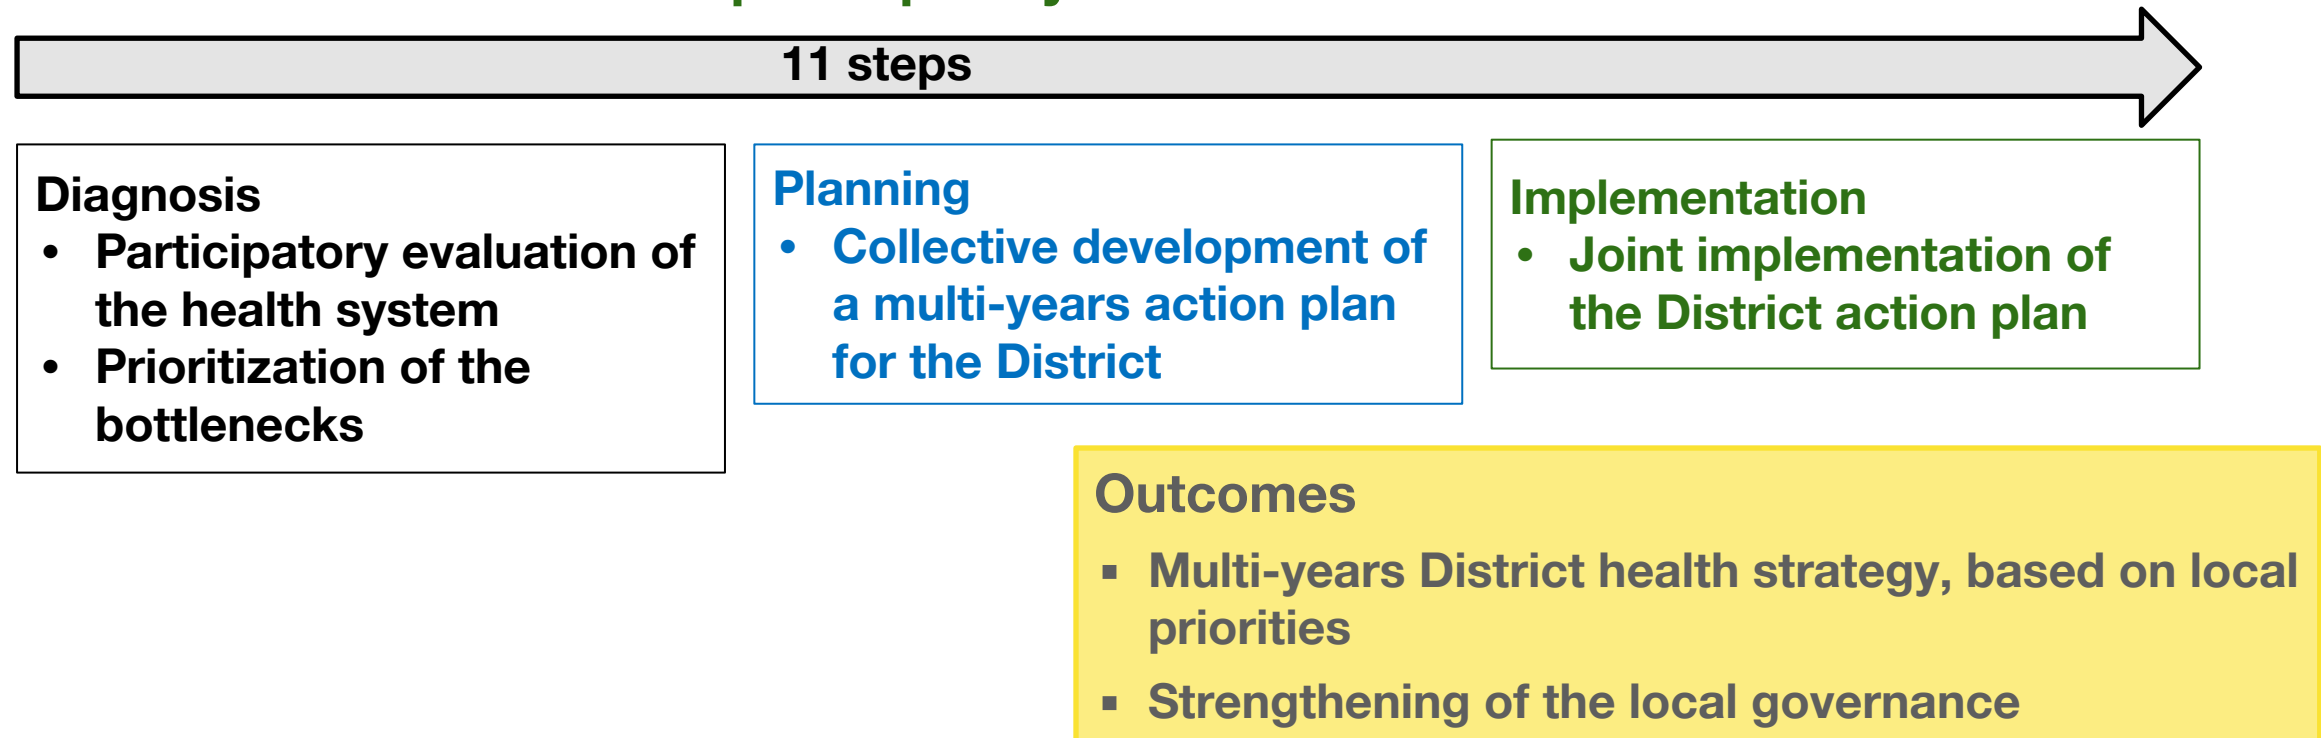 11 steps
Diagnosis
• Participatory evaluation of
the health system
• Prioritization of the
bottlenecks
Planning
• Collective development of
a multi-years action plan
for the District
Implementation
• Joint implementation of
the District action plan
Outcomes
▪ Multi-years District health strategy, based on local
priorities
▪ Strengthening of the local governance